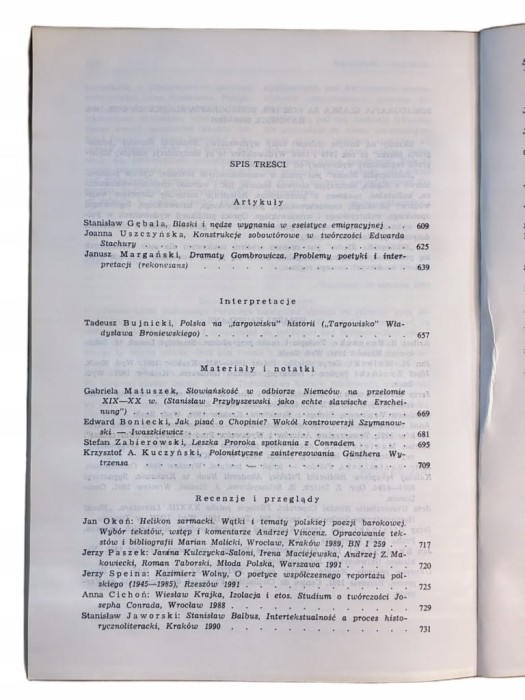 SPIS TREŚCI
Artykuły
Stanisław Gębala, Blaski i nędze wygnania w eseistyce emigracyjnej . . 609
Joanna Uszczyńska, Konstrukcje sobowtórowe w twórczości Edwarda
Stachury . . . . . . . . . . . . . . . . 625
Janusz Margański, Dramaty Gombrowicza. Problemy poetyki i inter-
pretacji (rekonesans) . . . . . . . . . . . . . 639
Interpretacje
Tadeusz Bujnicki, Polska na „targowisku" historii („Targowisko" Wła-
dysława Broniewskiego) . . . . . . . . . . . . . 657
Materiały i notatki
Gabriela Matuszek, Słowiańskość w odbiorze Niemców na przełomie
XIX—XX w. (Stanisław Przybyszewski jako echte slawische Erschei-
nung") . . . . . . . . . . . . . . . . . 669
Edward Boniecki, Jak pisać o Chopinie? Wokół kontrowersji Szymanow-
ski — Iwaszkiewicz . . . . . . . . . . . . . . 681
Stefan Zabierowski, Leszka Proroka spotkania z Conradem . . . . 695
Krzysztof A. Kuczyński, Polonistyczne zainteresowania Günthera Wy-
trzensa . . . . . . . . . . . . . . . . . 709
Recenzje i przeglądy
Jan Okoń: Helikon sarmacki. Wątki i tematy polskiej poezji barokowej.
Wybór tekstów, wstęp i komentarze Andrzej Vincenz. Opracowanie tek-
stów i bibliografii Marian Malicki, Wrocław, Kraków 1989, BN I 259 . 717
Jerzy Paszek: Janina Kulczycka-Saloni, Irena Maciejewska, Andrzej Z. Ma-
kowiecki, Roman Taborski, Młoda Polska, Warszawa 1991 . . . . 720
Jerzy Speina: Kazimierz Wolny, O poetyce współczesnego reportażu pol-
skiego (1945—1985), Rzeszów 1991 . . . . . . . . . . 725
Anna Cichoń: Wiesław Krajka, Izolacja i etos. Studium o twórczości Jo-
sepha Conrada, Wrocław 1988 . . . . . . . . . . . 729
Stanisław Jaworski: Stanisław Balbus, Intertekstualność a proces histo-
rycznoliteracki, Kraków 1990 . . . . . . . . . . . 731